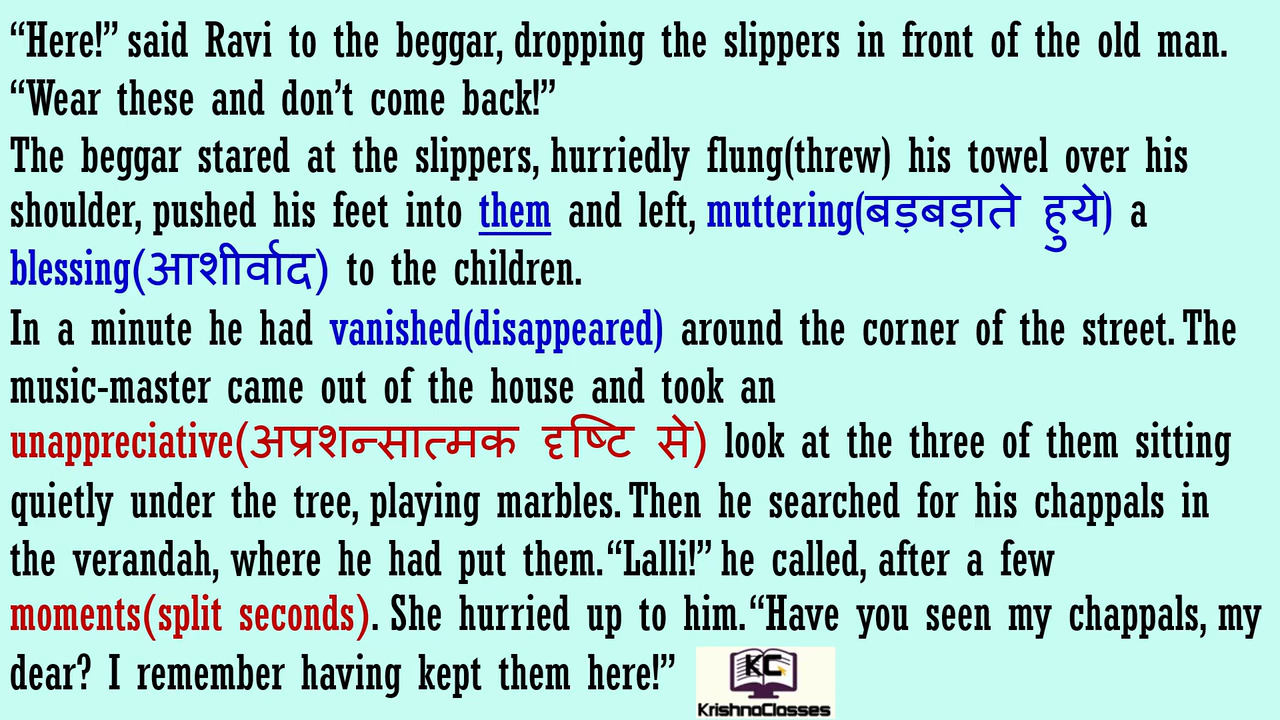 “Here!” said Ravi to the beggar, dropping the slippers in front of the old man.
“Wear these and don’t come back!”
The beggar stared at the slippers, hurriedly flung(threw) his towel over his
shoulder, pushed his feet into them and left, muttering(बड़बड़ाते हुये) a
blessing(आशीर्वाद) to the children.
In a minute he had vanished(disappeared) around the corner of the street. The
music-master came out of the house and took an
unappreciative(अप्रशन्सात्मक दृष्टि से) look at the three of them sitting
quietly under the tree, playing marbles. Then he searched for his chappals in
the verandah, where he had put them. “Lalli!” he called, after a few
moments(split seconds). She hurried up to him. “Have you seen my chappals, my
dear? I remember having kept them here!”
KC
KrishnaClasses